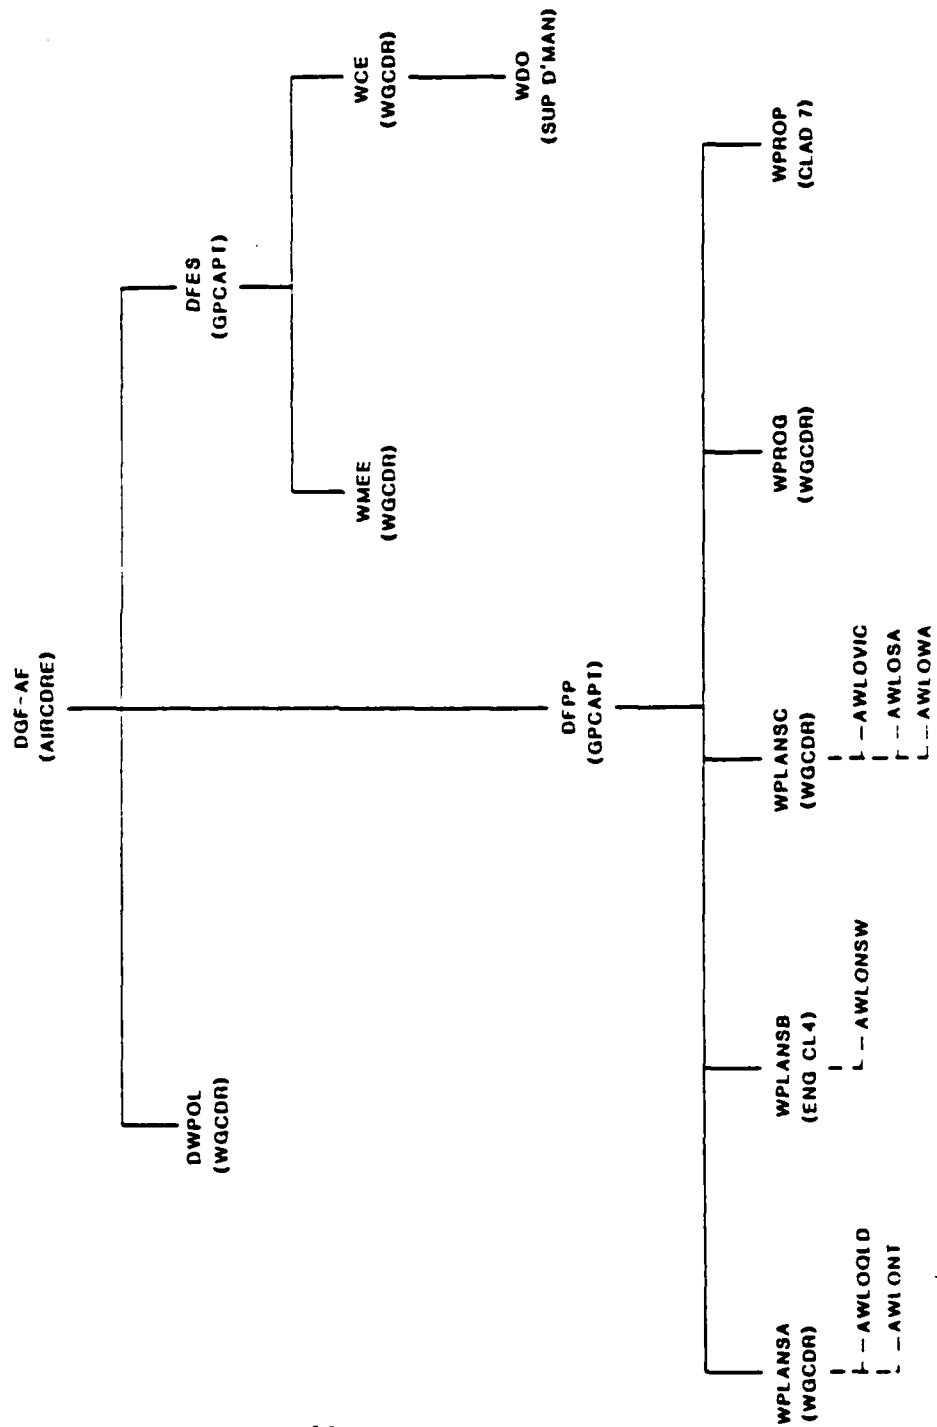 DGF-AF
(AIRCDRE)
DWPOL
(WGCDR)
DFES
(GPCAPT)
WMEE
(WGCDR)
WCE
(WGCDR)
WDO
(SUP D'MAN)
DFPP
(GPCAPT)
WPLANSA
(WGCDR)
AWLOQLD
AWLONT
WPLANSB
(ENG CL4)
AWLONSW
WPLANSC
(WGCDR)
AWLOVIC
AWLOSA
AWLOWA
WPROG
(WGCDR)
WPROP
(CLAD 7)